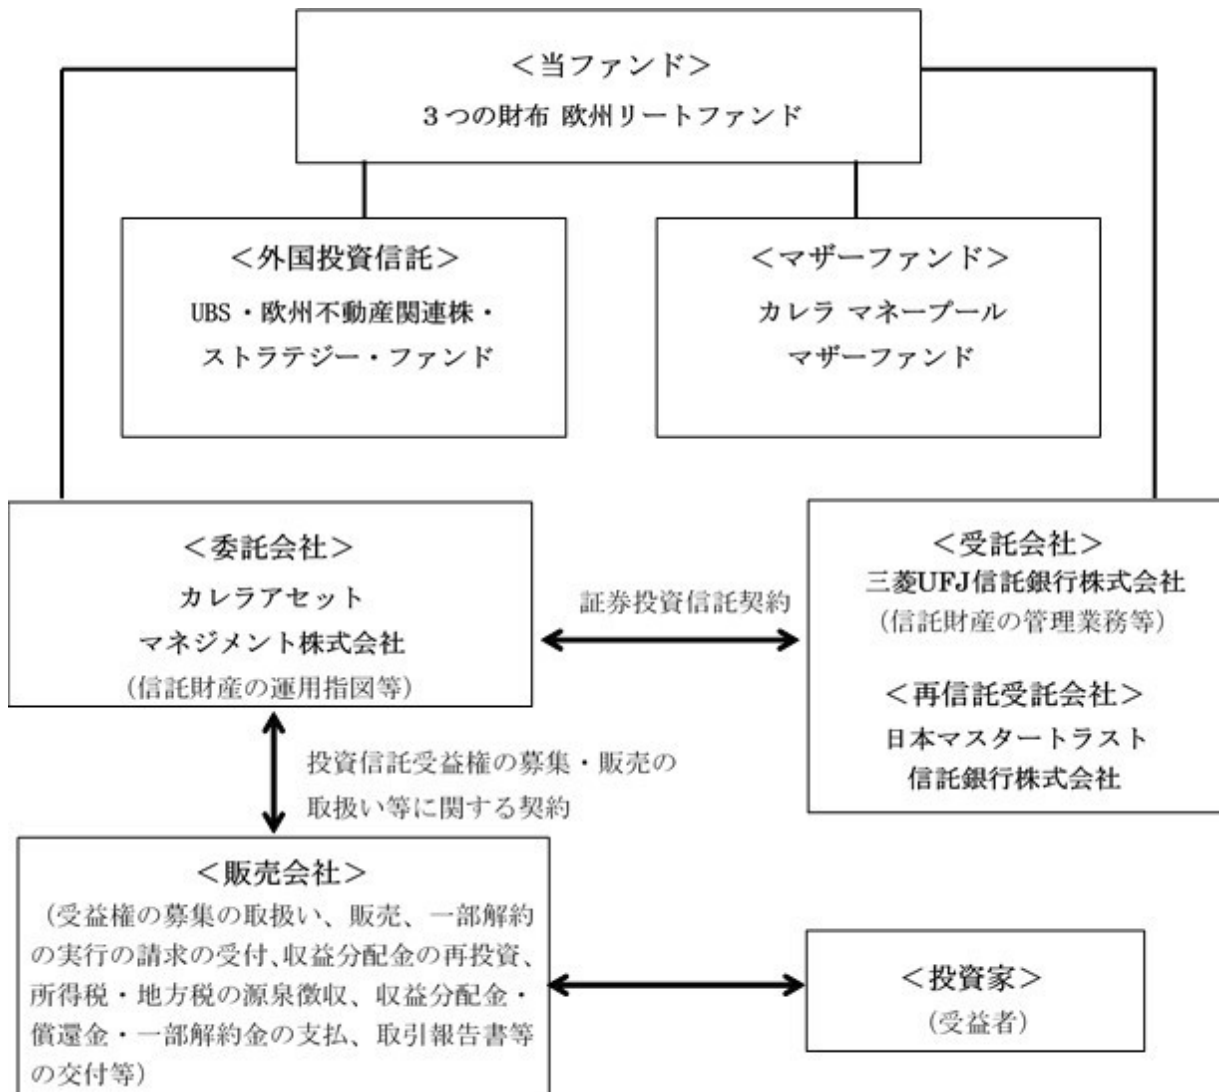 ＜当ファンド＞
３つの財布 欧州リートファンド
＜外国投資信託＞
UBS・欧州不動産関連株・
ストラテジー・ファンド
＜マザーファンド＞
カレラ マネープール
マザーファンド
＜委託会社＞
カレラアセット
マネジメント株式会社
（信託財産の運用指図等）
証券投資信託契約
＜受託会社＞
三菱UFJ信託銀行株式会社
（信託財産の管理業務等）
＜再信託受託会社＞
日本マスタートラスト
信託銀行株式会社
投資信託受益権の募集・販売の
取扱い等に関する契約
＜販売会社＞
（受益権の募集の取扱い、販売、一部解約
の実行の請求の受付、収益分配金の再投資、
所得税・地方税の源泉徴収、収益分配金・
償還金・一部解約金の支払、取引報告書等
の交付等）
＜投資家＞
（受益者）